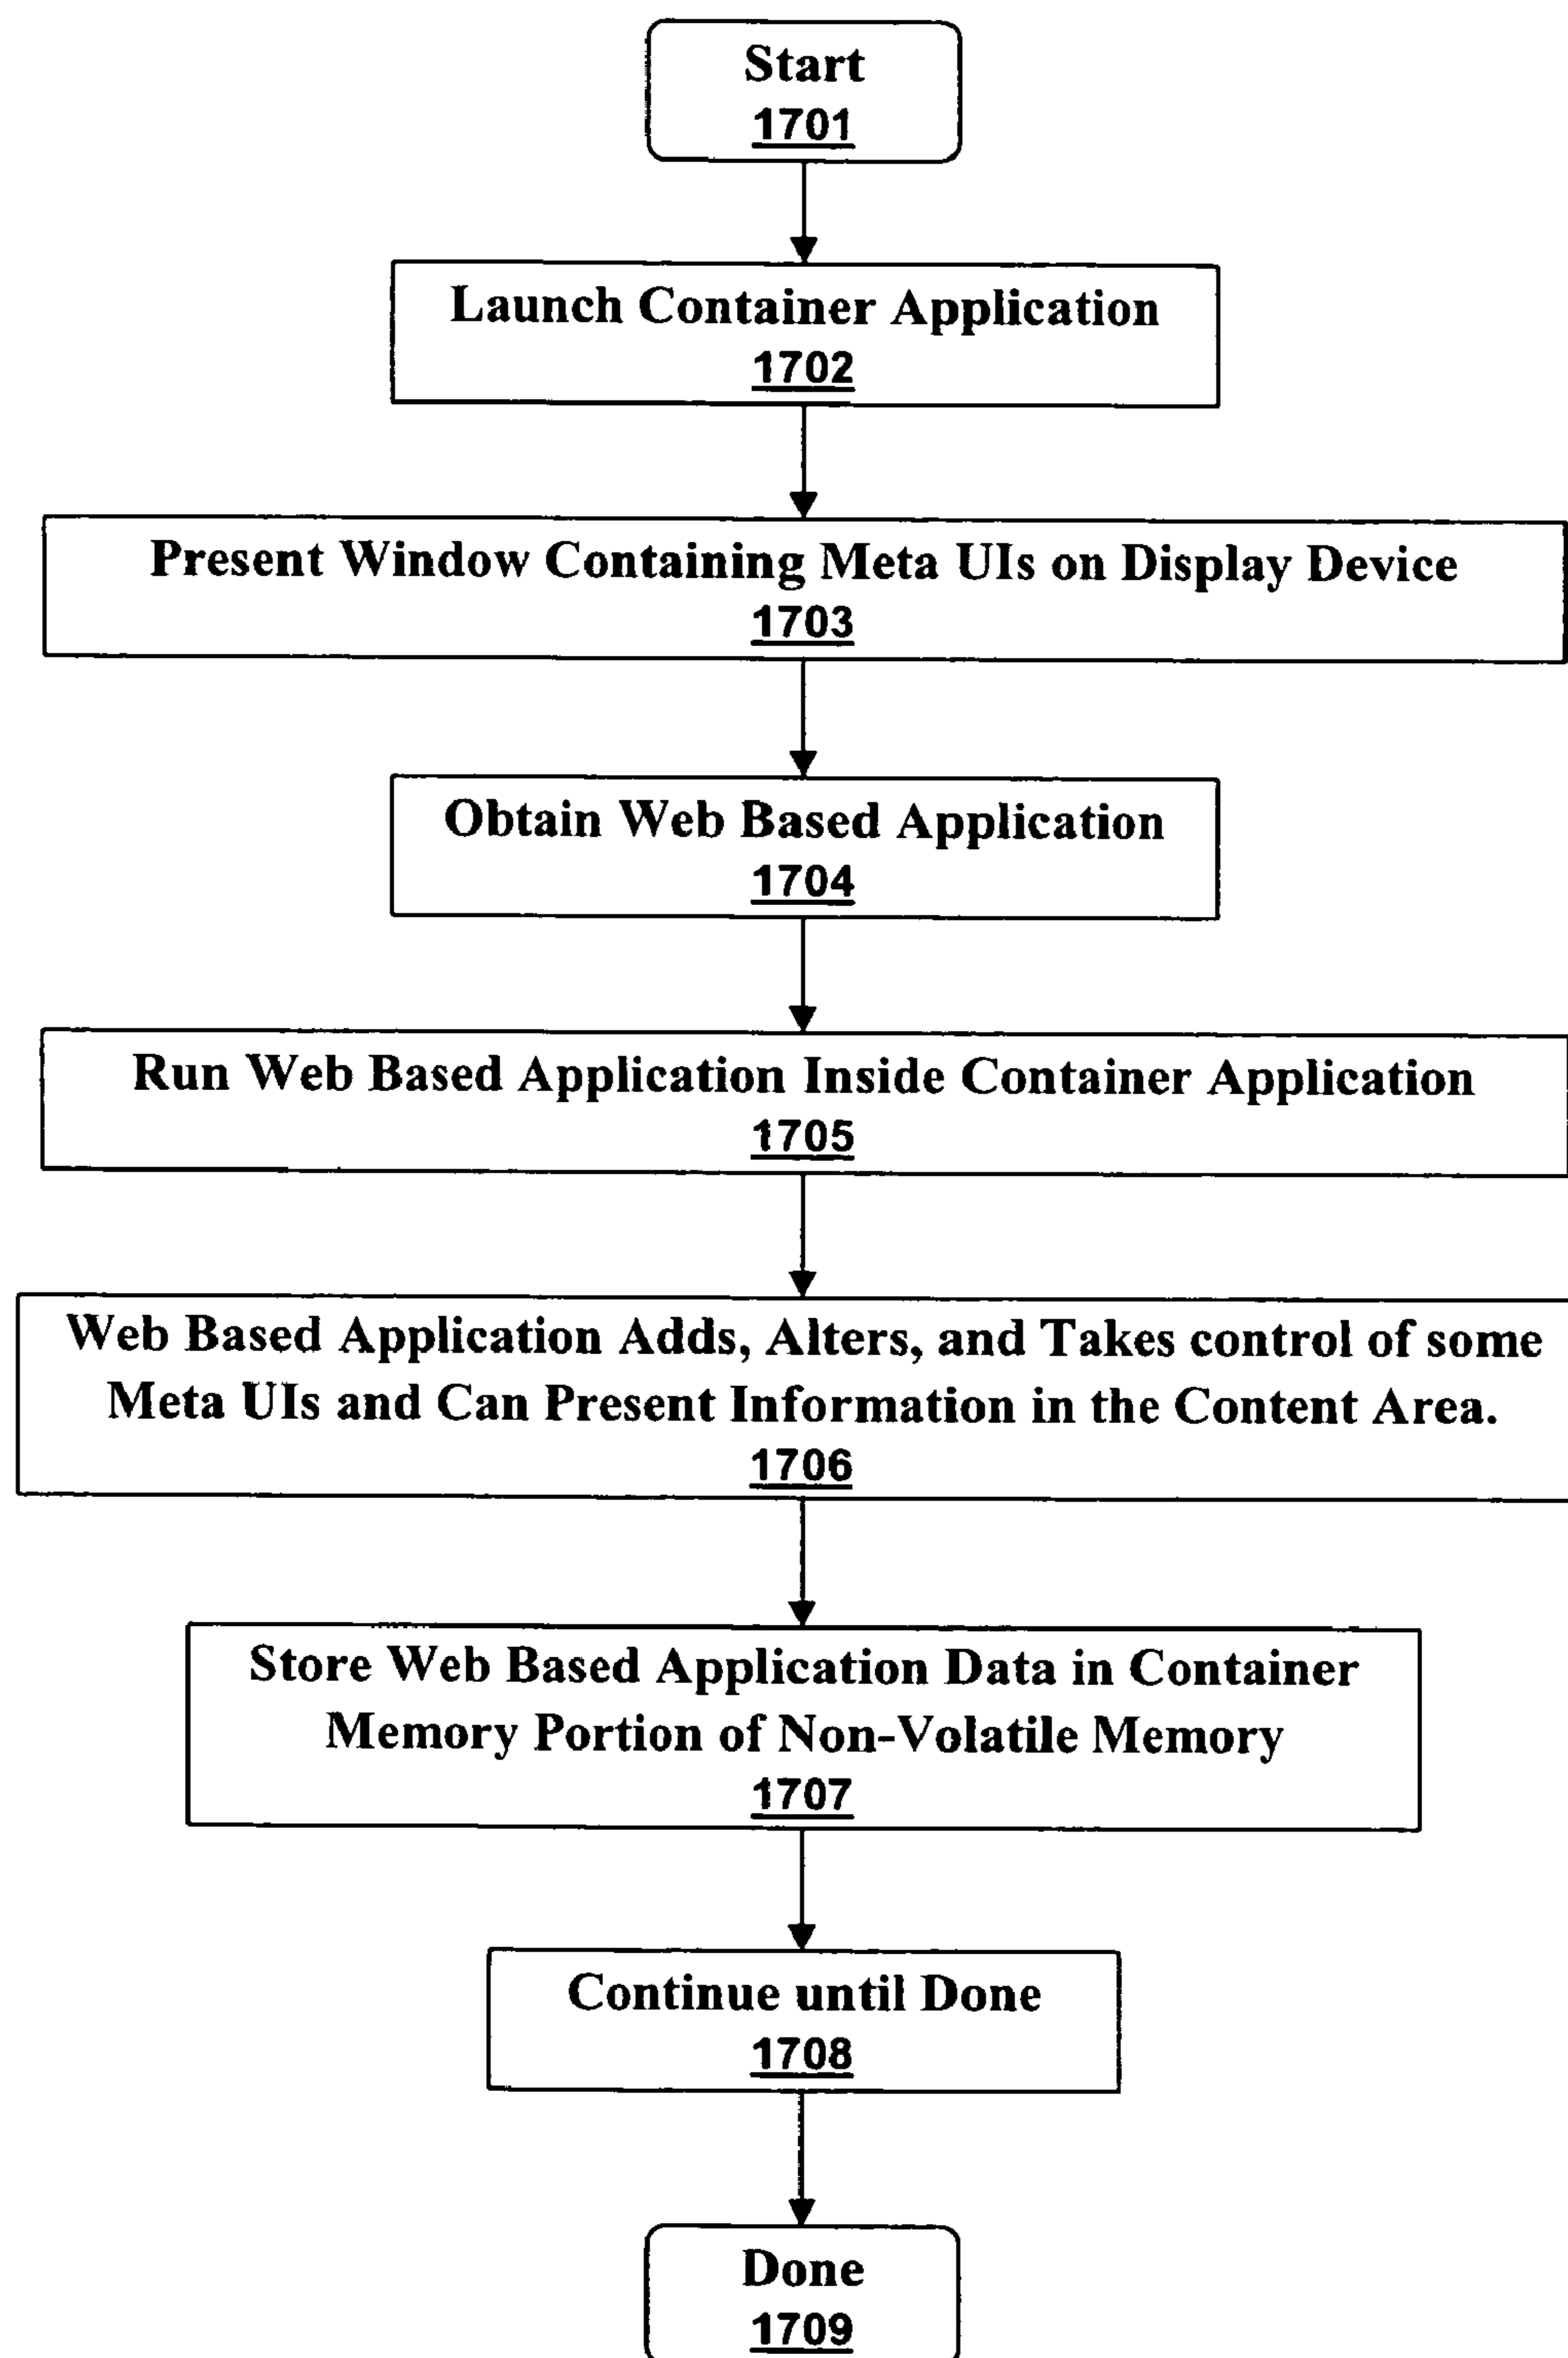 Start
1701
Launch Container Application
1702
Present Window Containing Meta UIs on Display Device
1703
Obtain Web Based Application
1704
Run Web Based Application Inside Container Application
1705
Web Based Application Adds, Alters, and Takes control of some
Meta UIs and Can Present Information in the Content Area.
1706
Store Web Based Application Data in Container
Memory Portion of Non-Volatile Memory
1707
Continue until Done
1708
Done
1709